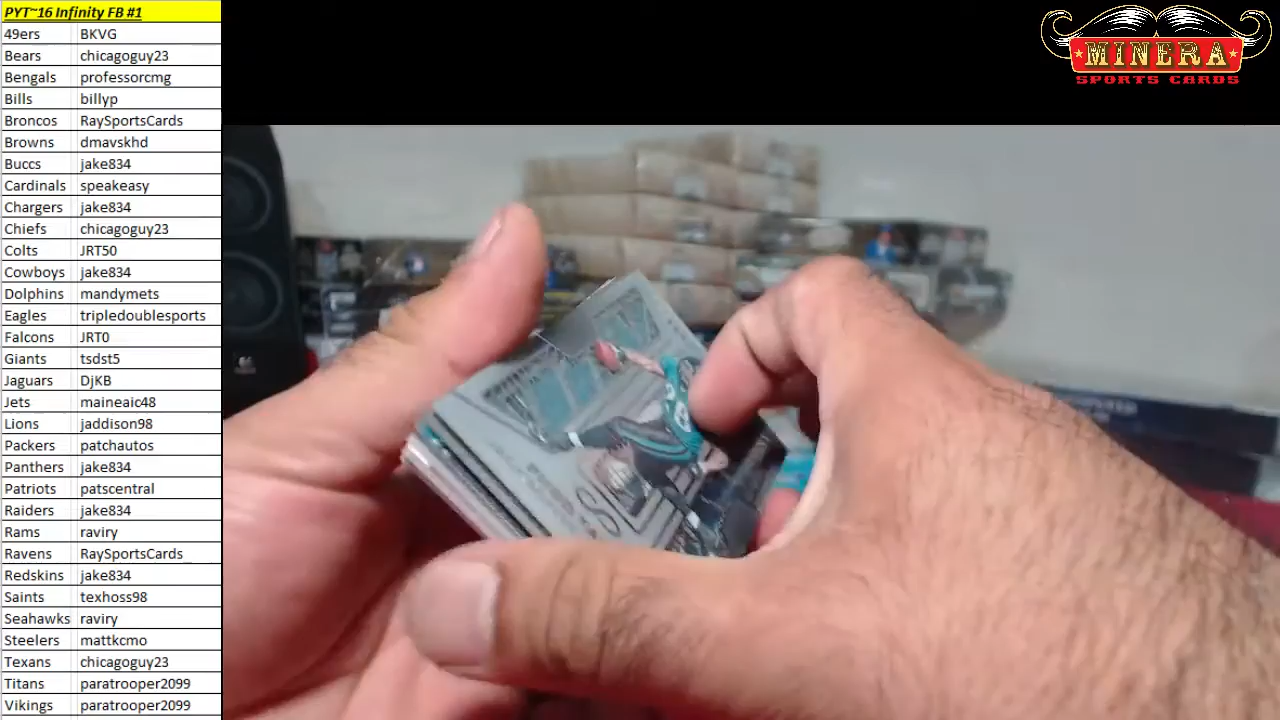 PYT~16 Infinity FB #1
49ers BKVG
Bears chicagoguy23
Bengals professorcmg
Bills billyp
Broncos RaySportsCards
Browns dmavskhd
Buccs jake834
Cardinals speakeasy
Chargers jake834
Chiefs chicagoguy23
Colts JRT50
Cowboys jake834
Dolphins mandymets
Eagles tripledoublesports
Falcons JRT0
Giants tsdst5
Jaguars DjKB
Jets maineaic48
Lions jaddison98
Packers patchautos
Panthers jake834
Patriots patscentral
Raiders jake834
Rams raviry
Ravens RaySportsCards
Redskins jake834
Saints texhoss98
Seahawks raviry
Steelers mattkcmo
Texans chicagoguy23
Titans paratrooper2099
Vikings paratrooper2099
MINERA
SPORTS CARDS